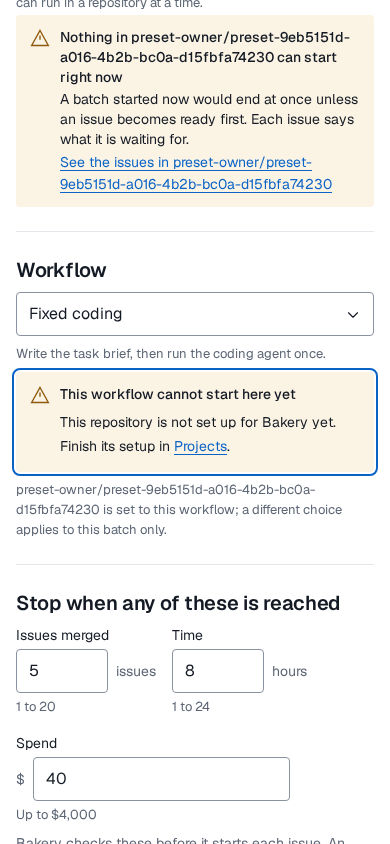 can run in a repository at a time.
Nothing in preset-owner/preset-9eb5151d-
a016-4b2b-bc0a-d15fbfa74230 can start
right now
A batch started now would end at once unless
an issue becomes ready first. Each issue says
what it is waiting for.
See the issues in preset-owner/preset-
9eb5151d-a016-4b2b-bc0a-d15fbfa74230
Workflow
Fixed coding
Write the task brief, then run the coding agent once.
This workflow cannot start here yet
This repository is not set up for Bakery yet.
Finish its setup in Projects.
preset-owner/preset-9eb5151d-a016-4b2b-bc0a-
d15fbfa74230 is set to this workflow; a different choice
applies to this batch only.
Stop when any of these is reached
Issues merged Time
5 issues 8 hours
1 to 20 1 to 24
Spend
$ 40
Up to $4,000
Bakery checks these before it starts each issue. An